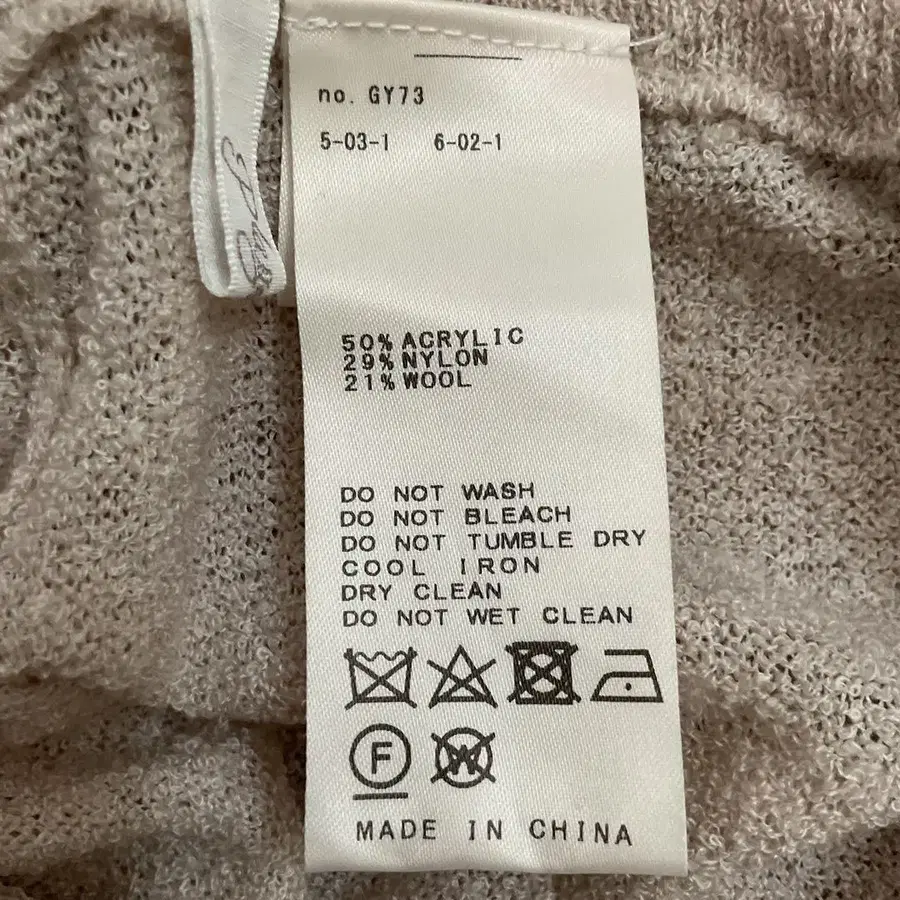 no. GY73
5-03-1 6-02-1
50% ACRYLIC
29% NYLON
21% WOOL
DO NOT WASH
DO NOT BLEACH
DO NOT TUMBLE DRY
COOL IRON
DRY CLEAN
DO NOT WET CLEAN
F W
MADE IN CHINA